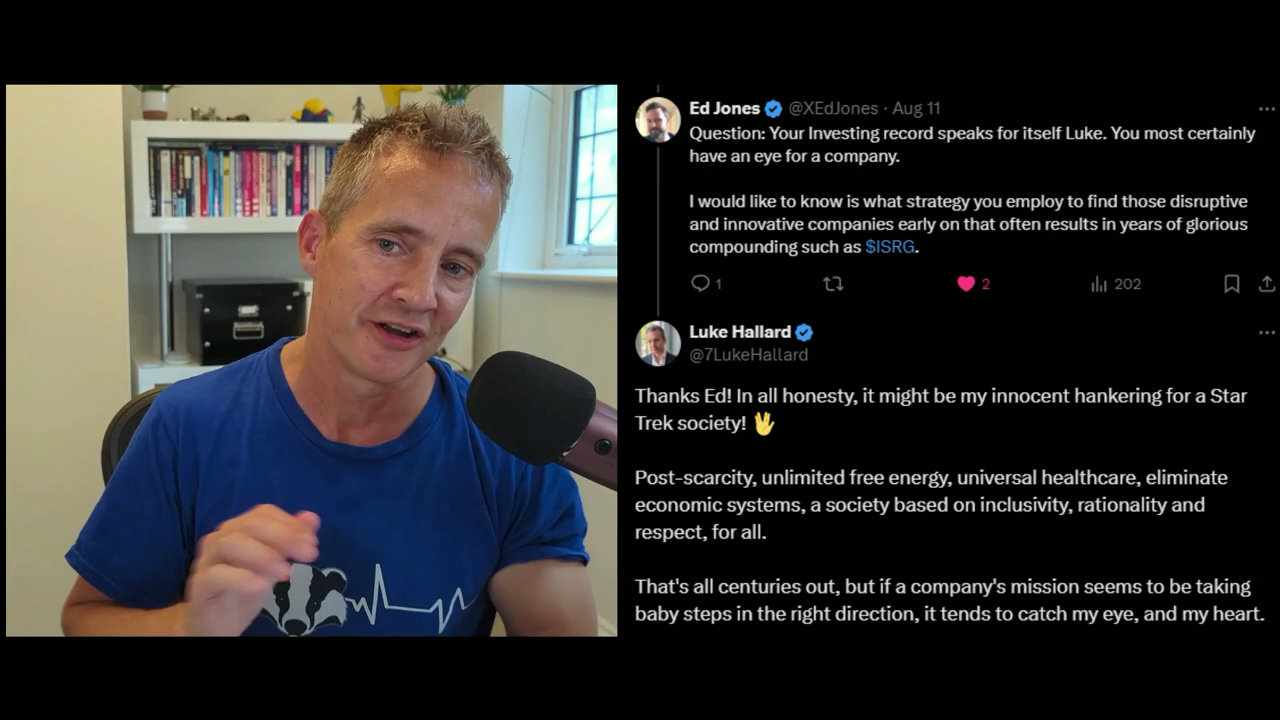 Ed Jones @XEdJones · Aug 11
Question: Your Investing record speaks for itself Luke. You most certainly
have an eye for a company.
I would like to know is what strategy you employ to find those disruptive
and innovative companies early on that often results in years of glorious
compounding such as $ISRG.
1 2 202
Luke Hallard
@7LukeHallard
Thanks Ed! In all honesty, it might be my innocent hankering for a Star
Trek society! 🖖
Post-scarcity, unlimited free energy, universal healthcare, eliminate
economic systems, a society based on inclusivity, rationality and
respect, for all.
That's all centuries out, but if a company's mission seems to be taking
baby steps in the right direction, it tends to catch my eye, and my heart.